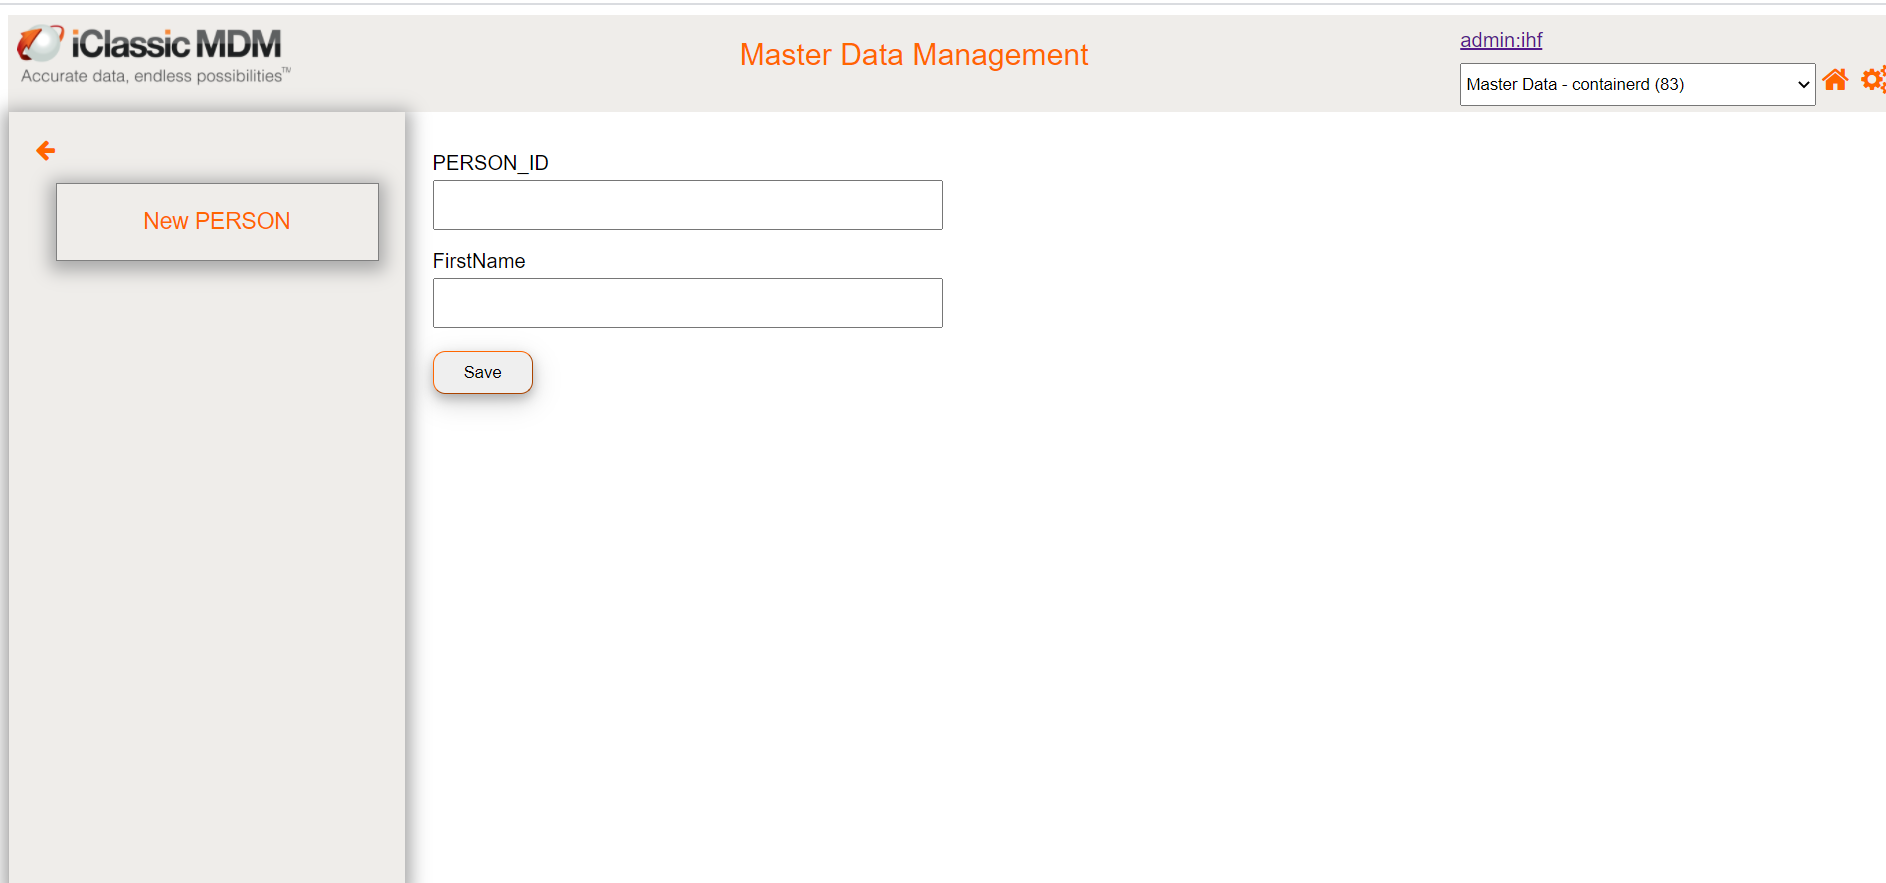 iClassic MDM
Accurate data, endless possibilities™
Master Data Management
admin:ihf
Master Data - containerd (83)
New PERSON
PERSON_ID
FirstName
Save